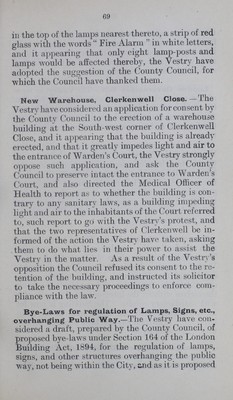 69
in the top of the lamps nearest thereto, a strip of red
glass with the words “ Fire Alarm ” in white letters,
and it appearing that only eight lamp-posts and
lamps would be affected thereby, the Vestry have
adopted the suggestion of the County Council, for
which the Council have thanked them.
New Warehouse, Clerkenwell Close.—The
Vestry have considered an application for consent by
the County Council to the erection of a warehouse
building at the South-west corner of Clerkenwell
Close, and it appearing that the building is already
erected, and that it greatly impedes light and air to
the entrance of Warden's Court, the Vestry strongly
oppose such application, and ask the County
Council to preserve intact the entrance to Warden's
Court, and also directed the Medical Officer of
Health to report as to whether the building is con-
trary to any sanitary laws, as a building impeding
light and air to the inhabitants of the Court referred
to, such report to go with the Vestry's protest, and
that the two representatives of Clerkenwell be in-
formed of the action the Vestry have taken, asking
them to do what lies in their power to assist the
Vestry in the matter. As a result of the Vestry's
opposition the Council refused its consent to the re-
tention of the building, and instructed its solicitor
to take the necessary proceedings to enforce com-
pliance with the law.
Bye-Laws for regulation of Lamps, Signs, etc.,
overhanging Public Way.—The Vestry have con-
sidered a draft, prepared by the County Council, of
proposed bye-laws under Section 164 of the London
Building Act, 1894, for the regulation of lamps,
signs, and other structures overhanging the public
way, not being within the City, and as it is proposed